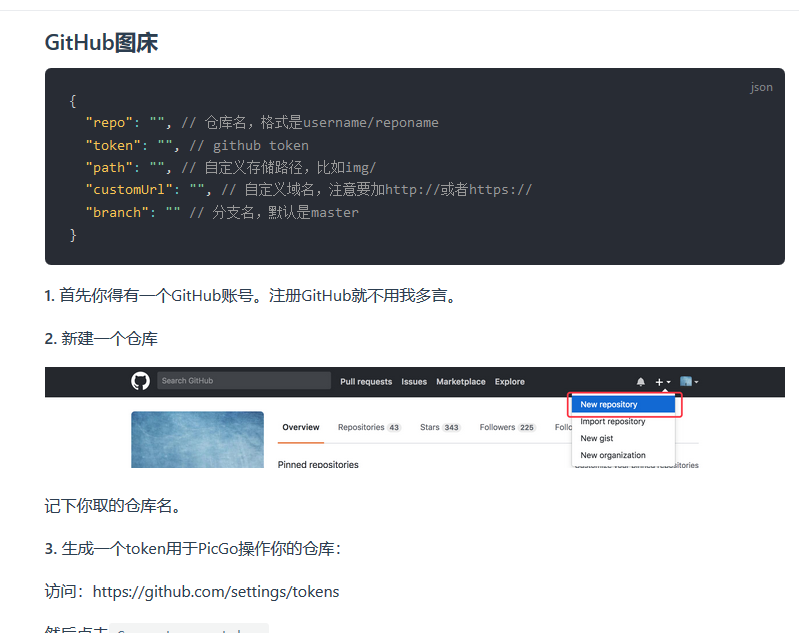 GitHub图床
json
{
"repo": "", // 仓库名，格式是username/reponame
"token": "", // github token
"path": "", // 自定义存储路径，比如img/
"customUrl": "", // 自定义域名，注意要加http://或者https://
"branch": "" // 分支名，默认是master
}
1. 首先你得有一个GitHub账号。注册GitHub就不用我多言。
2. 新建一个仓库
Search GitHub Pull requests Issues Marketplace Explore
New repository
Import repository
New gist
New organization
Overview Repositories 43 Stars 343 Followers 225
Pinned repositories
Customize your pinned repositories
记下你取的仓库名。
3. 生成一个token用于PicGo操作你的仓库：
访问：https://github.com/settings/tokens
然后点击